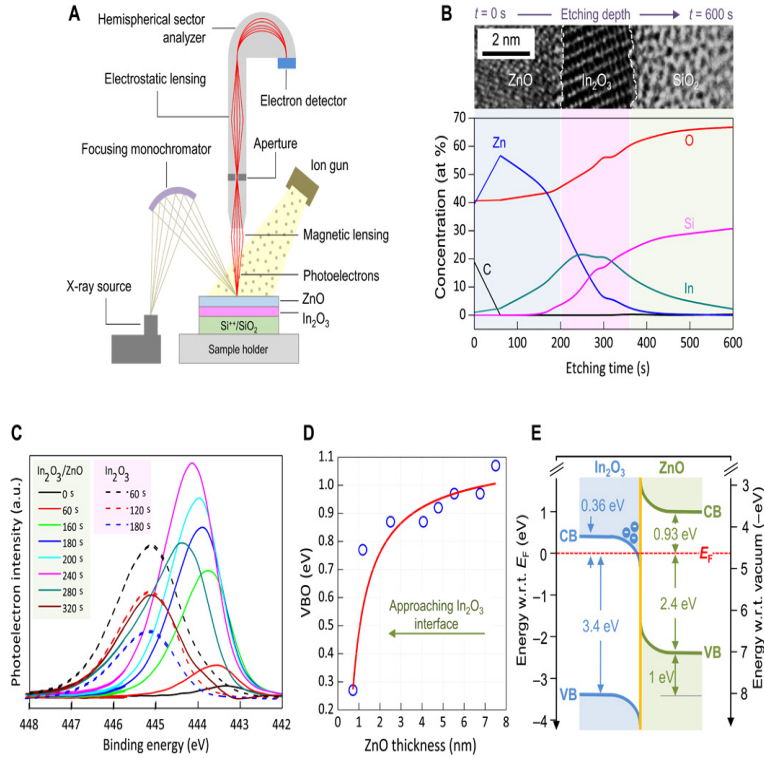 A
Hemispherical sector
analyzer
Electrostatic lensing
Electron detector
Focusing monochromator
Aperture
Ion gun
Magnetic lensing
Photoelectrons
X-ray source
ZnO
In₂O₃
Si⁺⁺/SiO₂
Sample holder
B
t = 0 s Etching depth t = 600 s
2 nm
ZnO In₂O₃ SiO₂
Concentration (at %)
70
60
50
40
30
20
10
0
Zn
O
C
Si
In
0 100 200 300 400 500 600
Etching time (s)
C
Photoelectron intensity (a.u.)
In₂O₃/ZnO
0 s
60 s
160 s
180 s
200 s
240 s
280 s
320 s
In₂O₃
60 s
120 s
180 s
448 447 446 445 444 443 442
Binding energy (eV)
D
VBO (eV)
1.1
1.0
0.9
0.8
0.7
0.6
0.5
0.4
0.3
0.2
Approaching In₂O₃
interface
0 1 2 3 4 5 6 7 8
ZnO thickness (nm)
E
In₂O₃ ZnO
Energy w.r.t. E_F (eV)
1
0
−1
−2
−3
−4
0.36 eV
CB
CB
0.93 eV
E_F
3.4 eV
2.4 eV
VB
1 eV
VB
3
4
5
6
7
8
Energy w.r.t. vacuum (−eV)